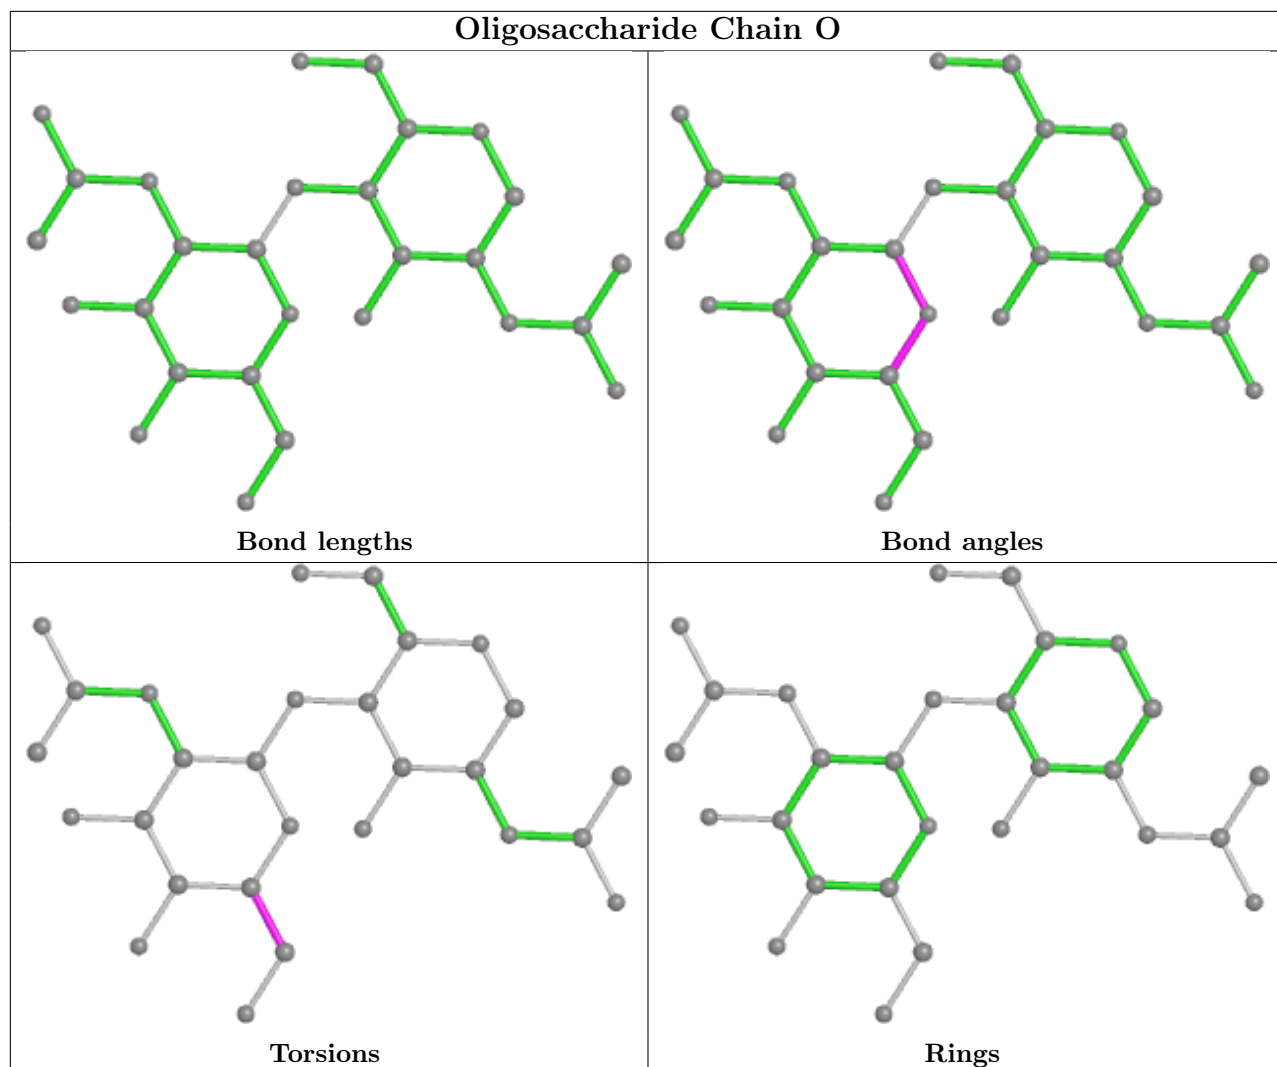 Oligosaccharide Chain O
Bond lengths
Bond angles
Torsions
Rings